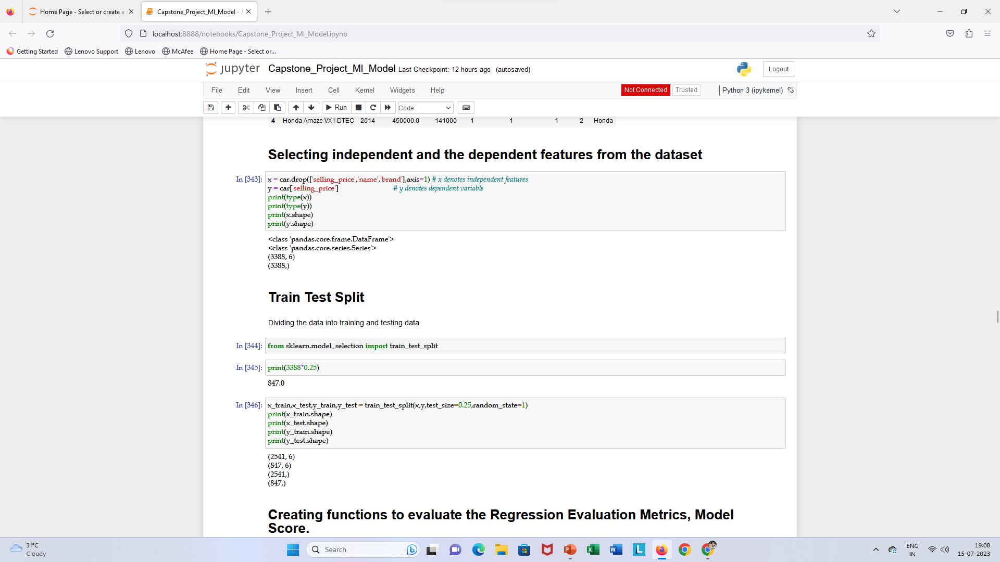 Home Page - Select or create a
Capstone_Project_Ml_Model - J
localhost:8888/notebooks/Capstone_Project_Ml_Model.ipynb
Getting Started
Lenovo Support
Lenovo
McAfee
Home Page - Select or...
jupyter
Capstone_Project_Ml_Model Last Checkpoint: 12 hours ago (autosaved)
Logout
File Edit View Insert Cell Kernel Widgets Help
Not Connected
Trusted
Python 3 (ipykernel)
Run
Code
4 Honda Amaze VX i-DTEC 2014 450000.0 141000 1 1 1 2 Honda
Selecting independent and the dependent features from the dataset
In [343]:
x = car.drop(['selling_price','name','brand'],axis=1) # x denotes independent features
y = car['selling_price'] # y denotes dependent variable
print(type(x))
print(type(y))
print(x.shape)
print(y.shape)
<class 'pandas.core.frame.DataFrame'>
<class 'pandas.core.series.Series'>
(3388, 6)
(3388,)
Train Test Split
Dividing the data into training and testing data
In [344]:
from sklearn.model_selection import train_test_split
In [345]:
print(3388*0.25)
847.0
In [346]:
x_train,x_test,y_train,y_test = train_test_split(x,y,test_size=0.25,random_state=1)
print(x_train.shape)
print(x_test.shape)
print(y_train.shape)
print(y_test.shape)
(2541, 6)
(847, 6)
(2541,)
(847,)
Creating functions to evaluate the Regression Evaluation Metrics, Model
Score.
31°C
Cloudy
Search
ENG
IN
19:08
15-07-2023